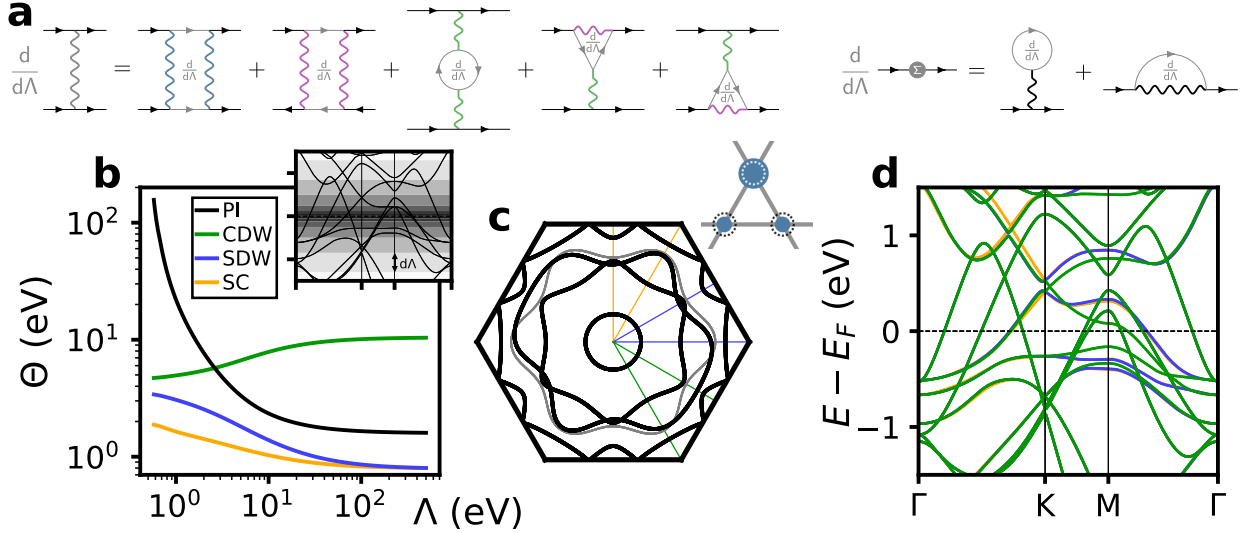 a
d
dΛ
=
d
dΛ
+
d
dΛ
+
d
dΛ
+
d
dΛ
+
d
dΛ
d
dΛ
Σ
=
d
dΛ
+
d
dΛ
b
Θ (eV)
10²
10¹
10⁰
PI
CDW
SDW
SC
dΛ
10⁰ 10¹ 10² Λ (eV)
c
d
E − E_F (eV)
1
0
−1
Γ K M Γ